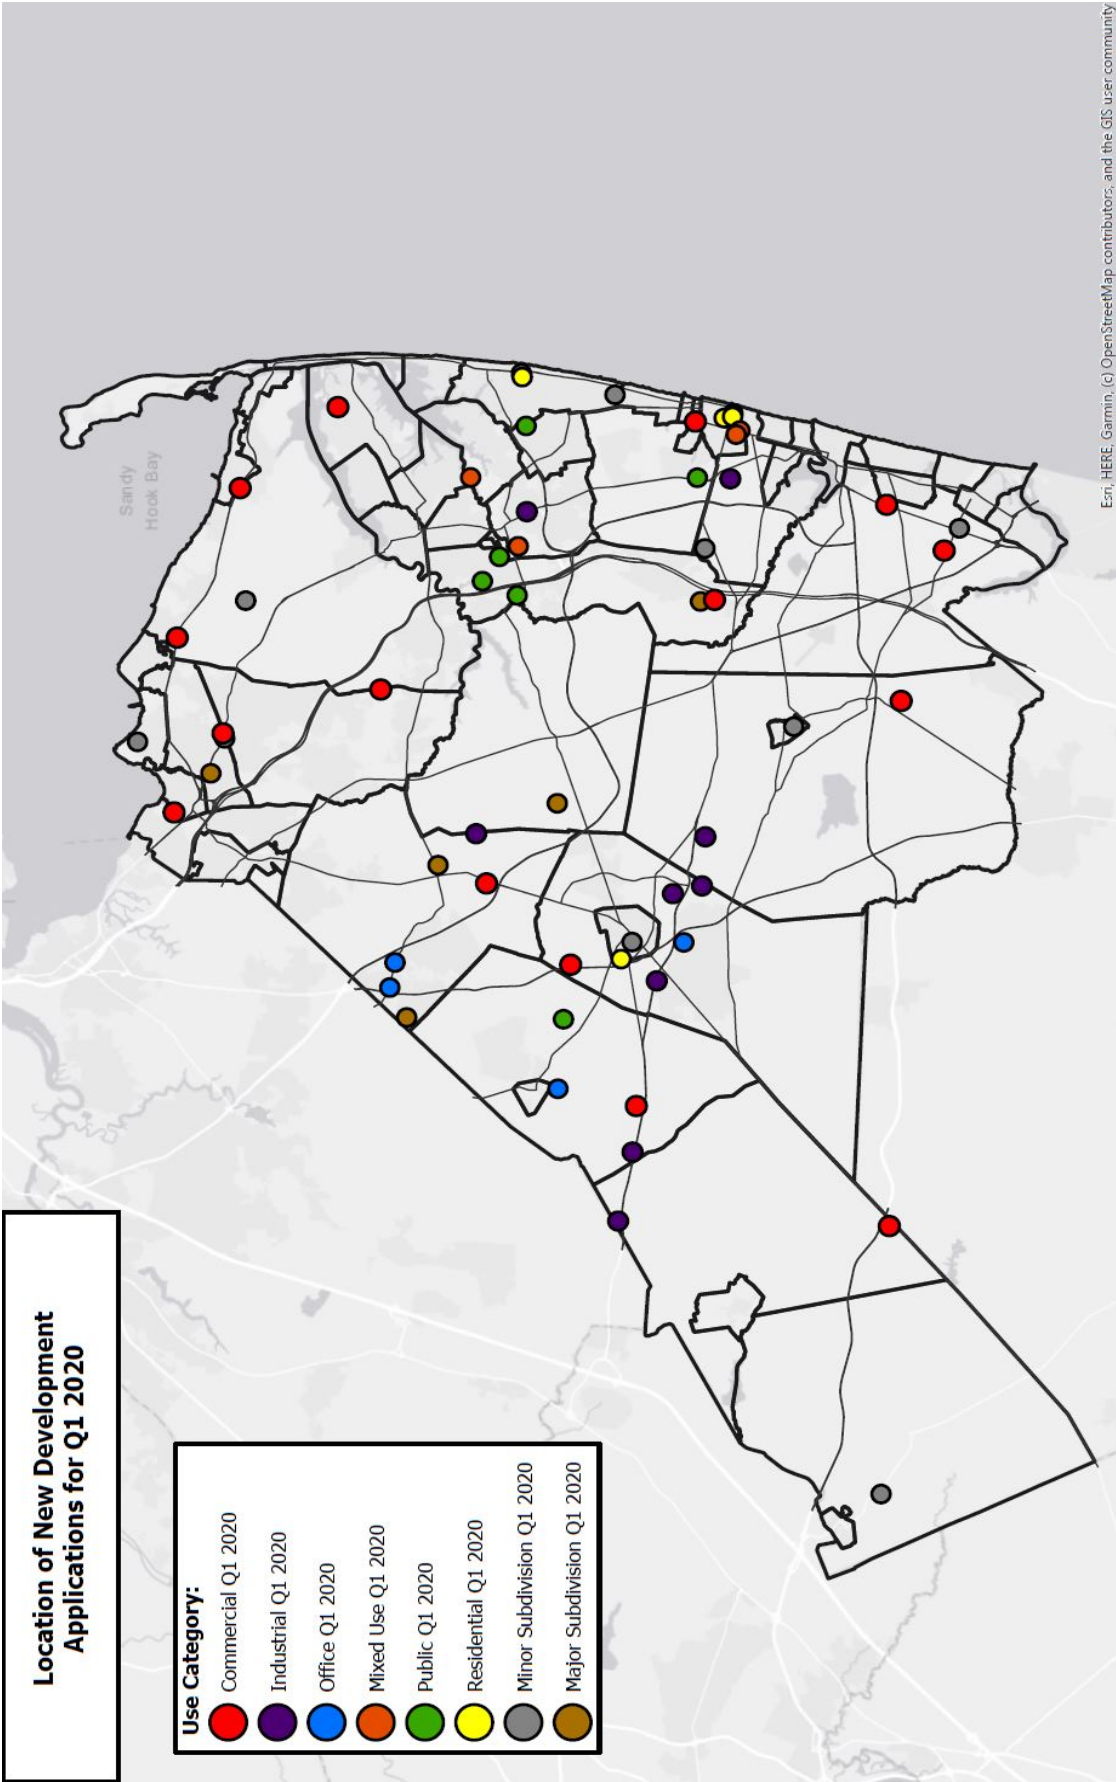 Location of New Development
Applications for Q1 2020
Use Category:
Commercial Q1 2020
Industrial Q1 2020
Office Q1 2020
Mixed Use Q1 2020
Public Q1 2020
Residential Q1 2020
Minor Subdivision Q1 2020
Major Subdivision Q1 2020
Sandy
Hook Bay
Esri, HERE, Garmin, (c) OpenStreetMap contributors, and the GIS user community